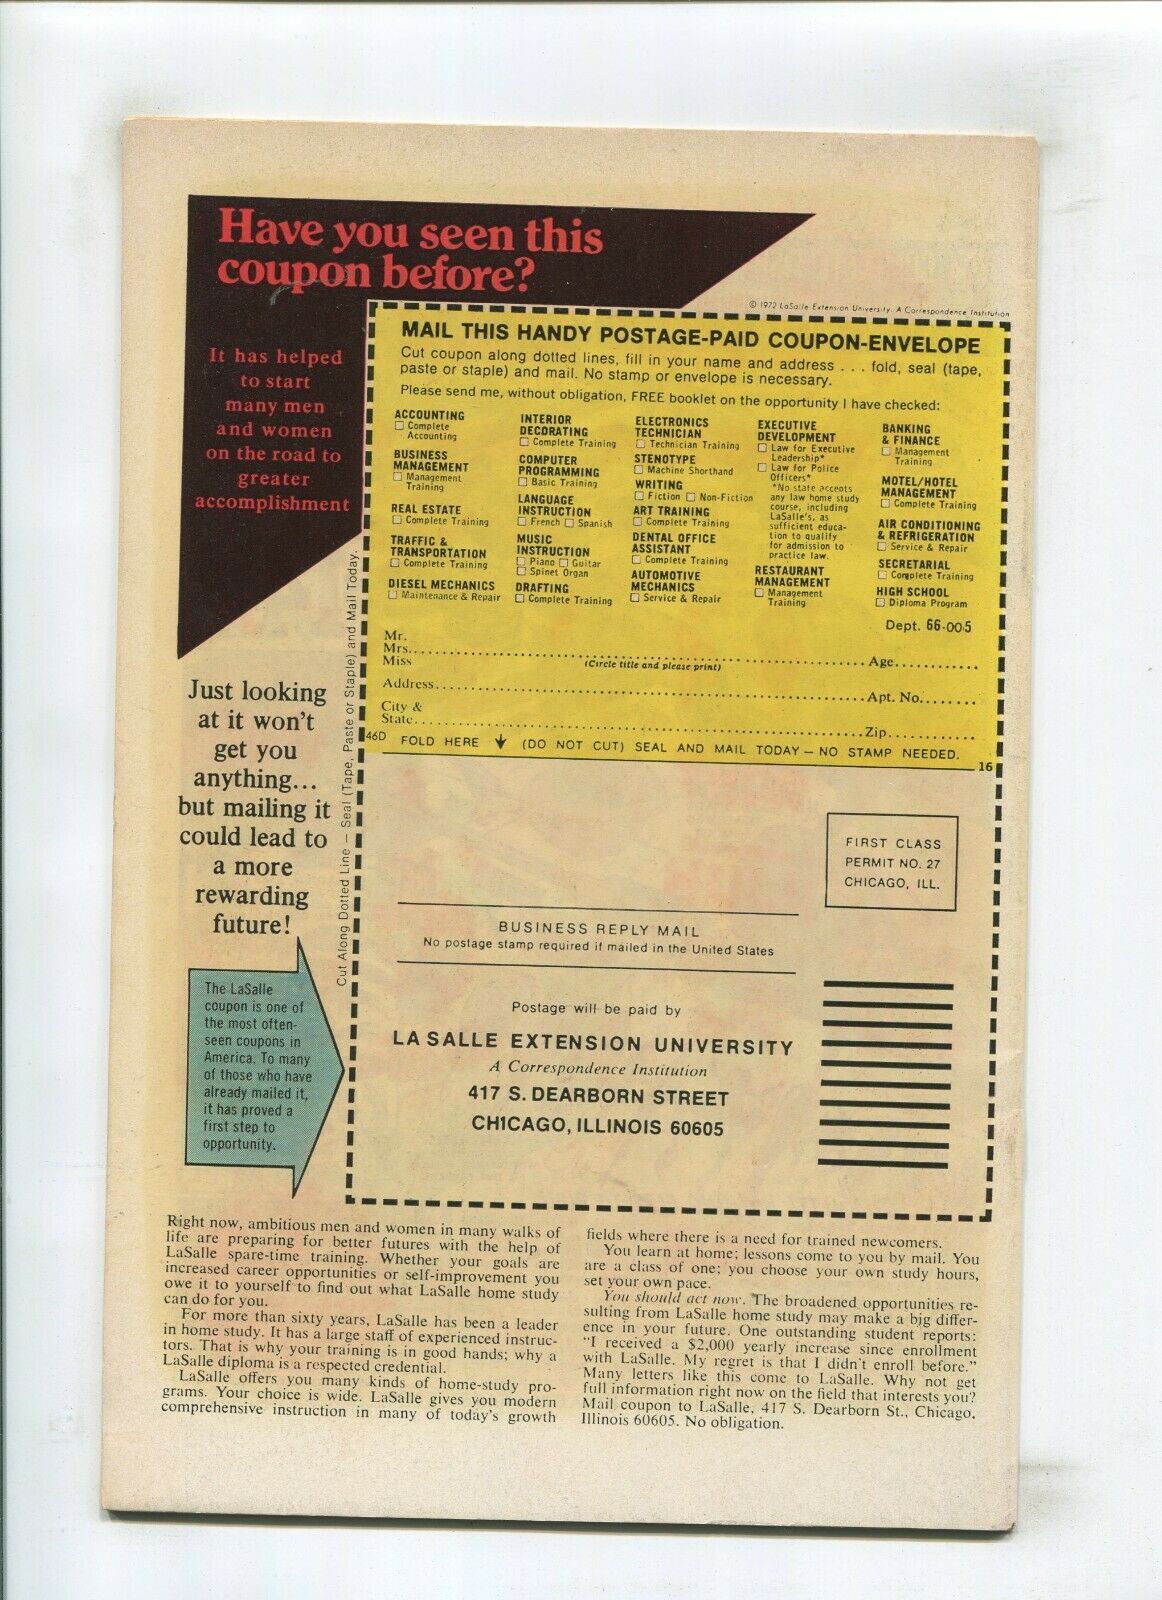 Have you seen this
coupon before?
It has helped
to start
many men
and women
on the road to
greater
accomplishment
© 1972 LaSalle Extension University. A Correspondence Institution
MAIL THIS HANDY POSTAGE-PAID COUPON-ENVELOPE
Cut coupon along dotted lines, fill in your name and address . . . fold, seal (tape,
paste or staple) and mail. No stamp or envelope is necessary.
Please send me, without obligation, FREE booklet on the opportunity I have checked:
ACCOUNTING
☐ Complete
Accounting
BUSINESS
MANAGEMENT
☐ Management
Training
REAL ESTATE
☐ Complete Training
TRAFFIC &
TRANSPORTATION
☐ Complete Training
DIESEL MECHANICS
☐ Maintenance & Repair
INTERIOR
DECORATING
☐ Complete Training
COMPUTER
PROGRAMMING
☐ Basic Training
LANGUAGE
INSTRUCTION
☐ French ☐ Spanish
MUSIC
INSTRUCTION
☐ Piano ☐ Guitar
☐ Spinet Organ
DRAFTING
☐ Complete Training
ELECTRONICS
TECHNICIAN
☐ Technician Training
STENOTYPE
☐ Machine Shorthand
WRITING
☐ Fiction ☐ Non-Fiction
ART TRAINING
☐ Complete Training
DENTAL OFFICE
ASSISTANT
☐ Complete Training
AUTOMOTIVE
MECHANICS
☐ Service & Repair
EXECUTIVE
DEVELOPMENT
☐ Law for Executive
Leadership*
☐ Law for Police
Officers*
*No state accepts
any law home study
course, including
LaSalle's, as
sufficient educa-
tion to qualify
for admission to
practice law.
RESTAURANT
MANAGEMENT
☐ Management
Training
BANKING
& FINANCE
☐ Management
Training
MOTEL/HOTEL
MANAGEMENT
☐ Complete Training
AIR CONDITIONING
& REFRIGERATION
☐ Service & Repair
SECRETARIAL
☐ Complete Training
HIGH SCHOOL
☐ Diploma Program
Dept. 66-005
Mr.
Mrs.
Miss (Circle title and please print) Age
Address Apt. No.
City &
State Zip
46D FOLD HERE ↓ (DO NOT CUT) SEAL AND MAIL TODAY — NO STAMP NEEDED.
16
Cut Along Dotted Line — Seal (Tape, Paste or Staple) and Mail Today.
Just looking
at it won't
get you
anything...
but mailing it
could lead to
a more
rewarding
future!
FIRST CLASS
PERMIT NO. 27
CHICAGO, ILL.
BUSINESS REPLY MAIL
No postage stamp required if mailed in the United States
Postage will be paid by
LA SALLE EXTENSION UNIVERSITY
A Correspondence Institution
417 S. DEARBORN STREET
CHICAGO, ILLINOIS 60605
The LaSalle
coupon is one of
the most often-
seen coupons in
America. To many
of those who have
already mailed it,
it has proved a
first step to
opportunity.
Right now, ambitious men and women in many walks of
life are preparing for better futures with the help of
LaSalle spare-time training. Whether your goals are
increased career opportunities or self-improvement you
owe it to yourself to find out what LaSalle home study
can do for you.
For more than sixty years, LaSalle has been a leader
in home study. It has a large staff of experienced instruc-
tors. That is why your training is in good hands; why a
LaSalle diploma is a respected credential.
LaSalle offers you many kinds of home-study pro-
grams. Your choice is wide. LaSalle gives you modern
comprehensive instruction in many of today's growth
fields where there is a need for trained newcomers.
You learn at home; lessons come to you by mail. You
are a class of one; you choose your own study hours,
set your own pace.
You should act now. The broadened opportunities re-
sulting from LaSalle home study may make a big differ-
ence in your future. One outstanding student reports:
"I received a $2,000 yearly increase since enrollment
with LaSalle. My regret is that I didn't enroll before."
Many letters like this come to LaSalle. Why not get
full information right now on the field that interests you?
Mail coupon to LaSalle, 417 S. Dearborn St., Chicago,
Illinois 60605. No obligation.